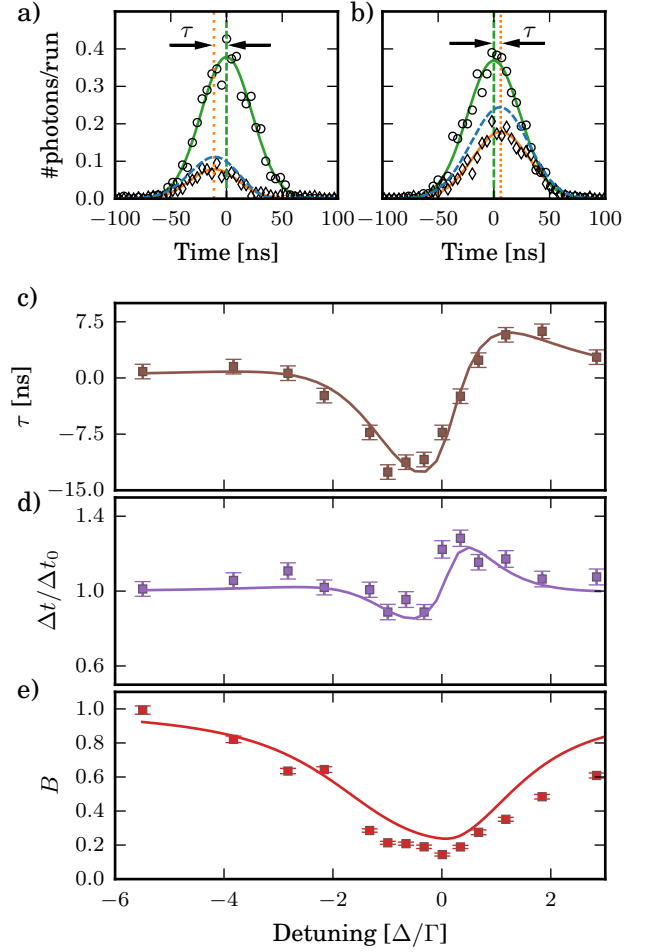 a) b)
τ τ
#photons/run
0.4
0.3
0.2
0.1
0.0
−100 −50 0 50 100 −100 −50 0 50 100
Time [ns] Time [ns]
c)
7.5
0.0
−7.5
−15.0
τ [ns]
d)
1.4
1.0
0.6
Δt/Δt₀
e)
1.0
0.8
0.6
0.4
0.2
0.0
B
−6 −4 −2 0 2
Detuning [Δ/Γ]